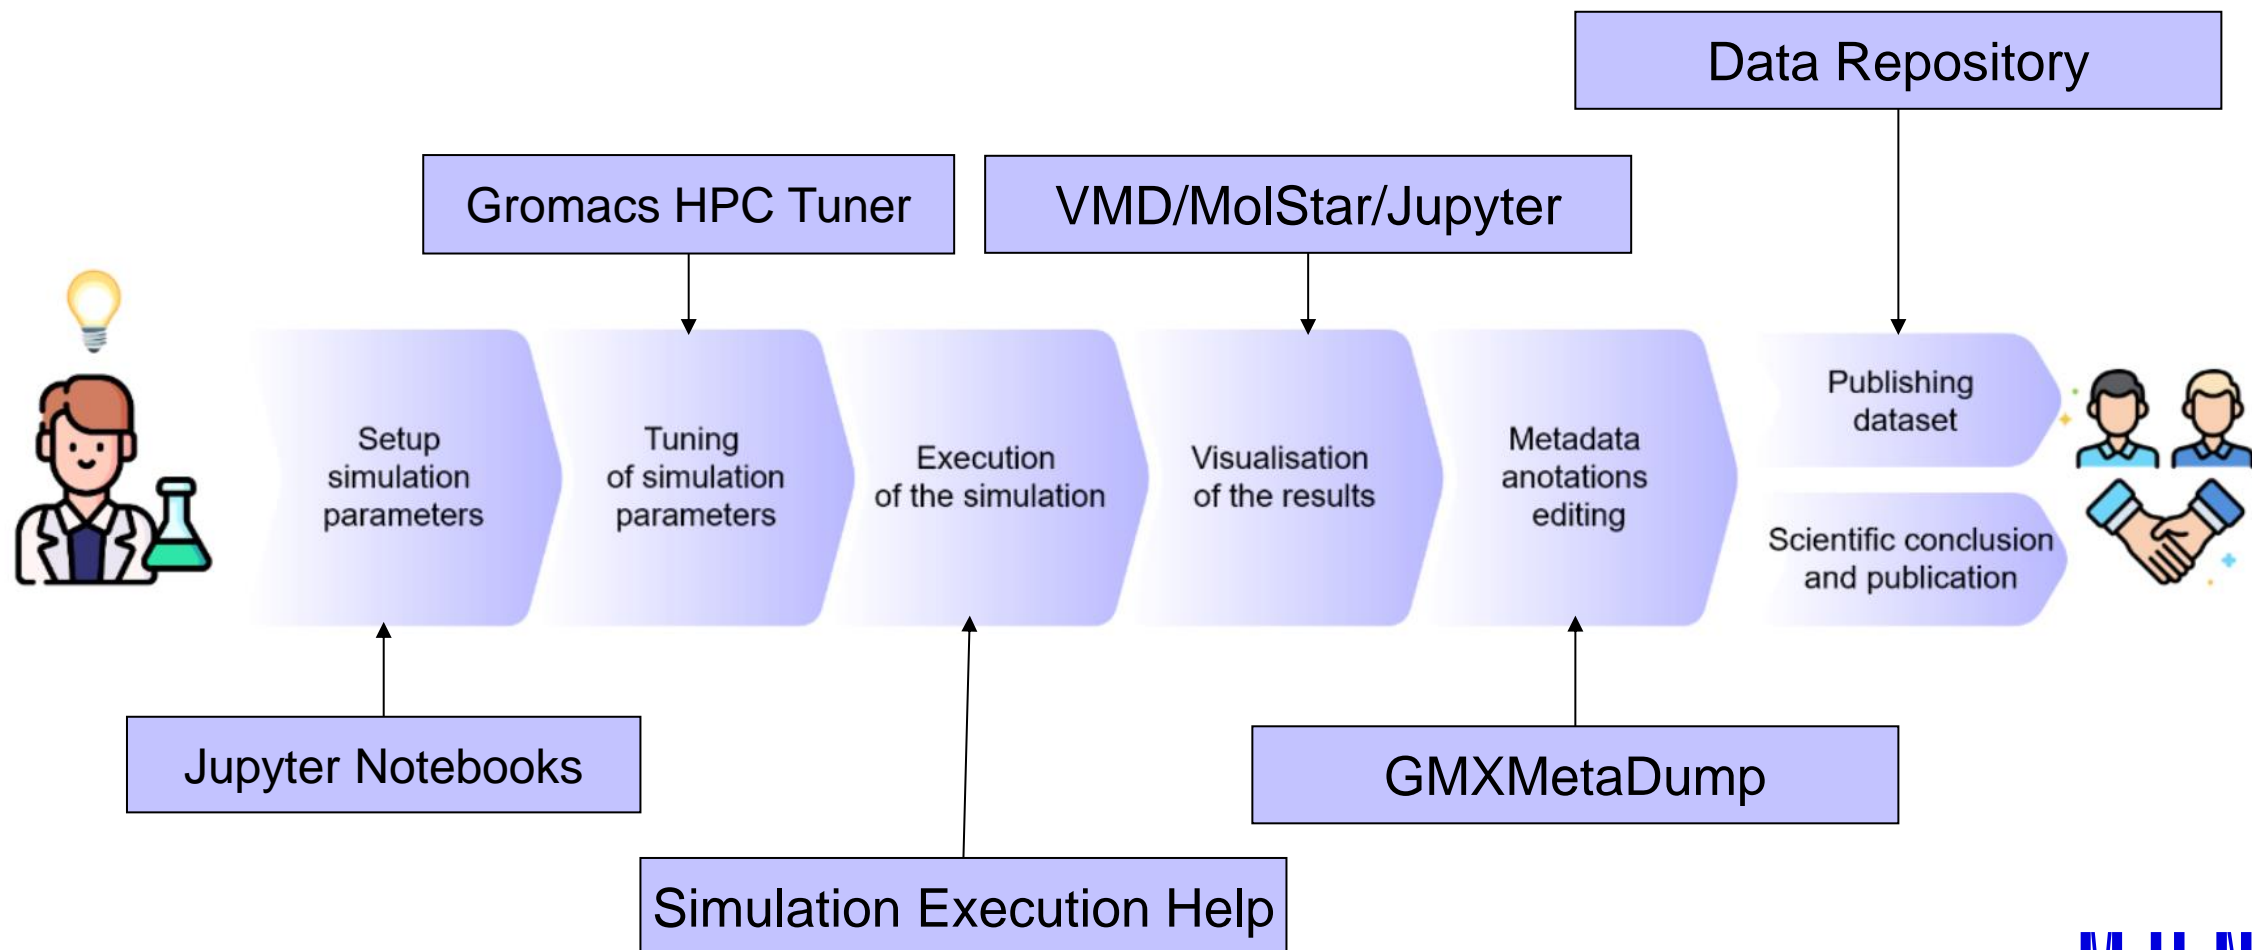 Data Repository
Gromacs HPC Tuner
VMD/MolStar/Jupyter
Setup
simulation
parameters
Tuning
of simulation
parameters
Execution
of the simulation
Visualisation
of the results
Metadata
anotations
editing
Publishing
dataset
Scientific conclusion
and publication
Jupyter Notebooks
GMXMetaDump
Simulation Execution Help